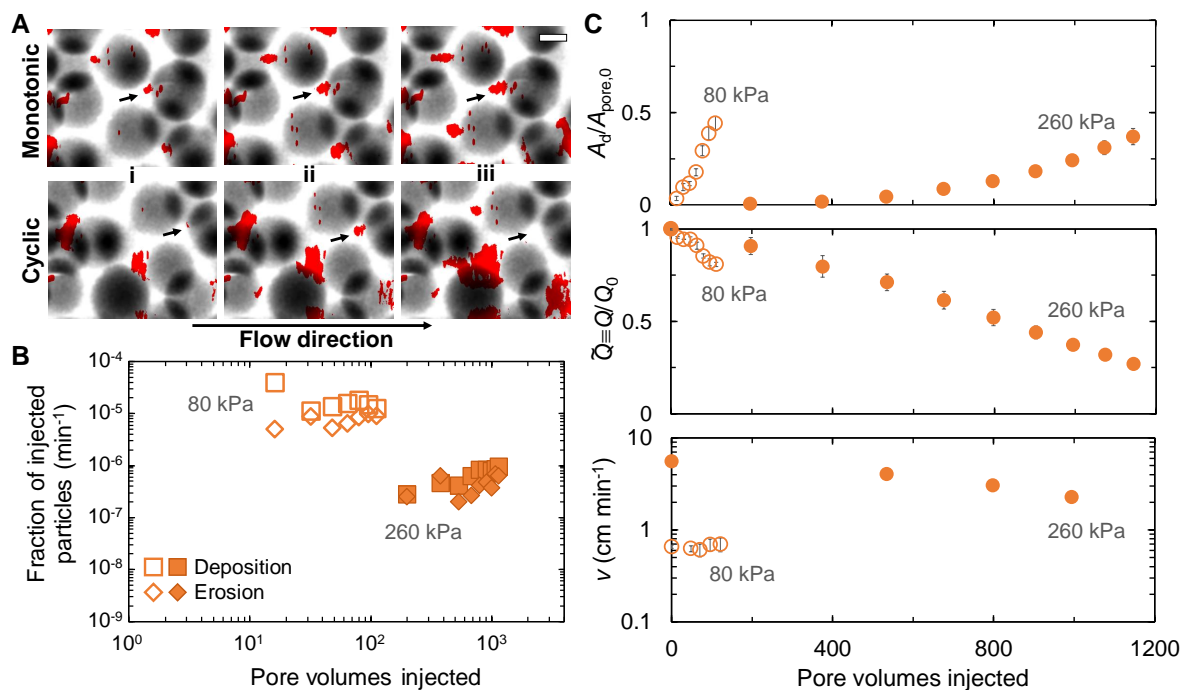 A
Monotonic
Cyclic
i
ii
iii
Flow direction
B
Fraction of injected
particles (min⁻¹)
10⁻⁴
10⁻⁵
10⁻⁶
10⁻⁷
10⁻⁸
10⁻⁹
80 kPa
260 kPa
Deposition
Erosion
10⁰
10¹
10²
10³
Pore volumes injected
C
A_d/A_pore,0
1
0.5
0
80 kPa
260 kPa
Q̃≡Q/Q₀
1
0.5
0
80 kPa
260 kPa
v (cm min⁻¹)
10
1
0.1
80 kPa
260 kPa
0
400
800
1200
Pore volumes injected